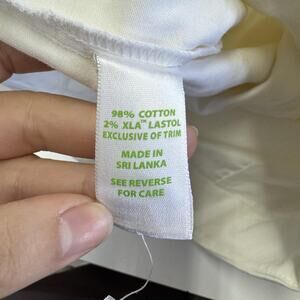 98% COTTON
2% XLA™ LASTOL
EXCLUSIVE OF TRIM
MADE IN
SRI LANKA
SEE REVERSE
FOR CARE